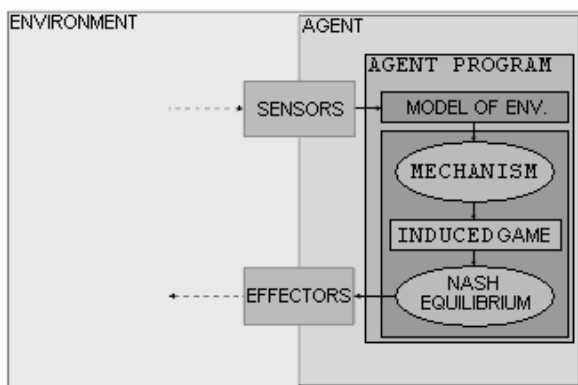 ENVIRONMENT
AGENT
AGENT PROGRAM
SENSORS
MODEL OF ENV.
MECHANISM
INDUCED GAME
NASH
EQUILIBRIUM
EFFECTORS